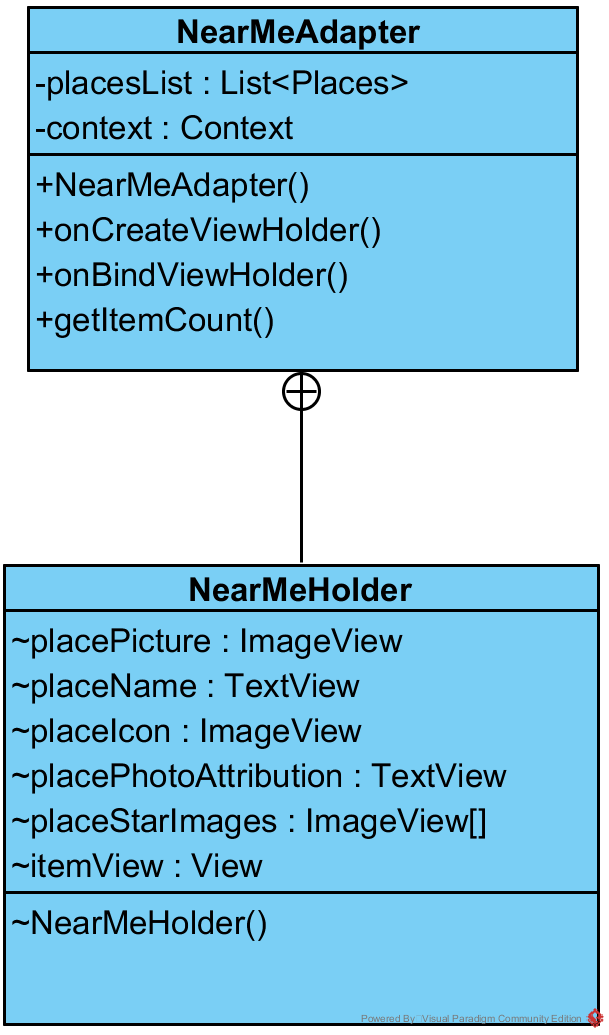 NearMeAdapter
-placesList : List<Places>
-context : Context
+NearMeAdapter()
+onCreateViewHolder()
+onBindViewHolder()
+getItemCount()
NearMeHolder
~placePicture : ImageView
~placeName : TextView
~placeIcon : ImageView
~placePhotoAttribution : TextView
~placeStarImages : ImageView[]
~itemView : View
~NearMeHolder()
Powered By Visual Paradigm Community Edition